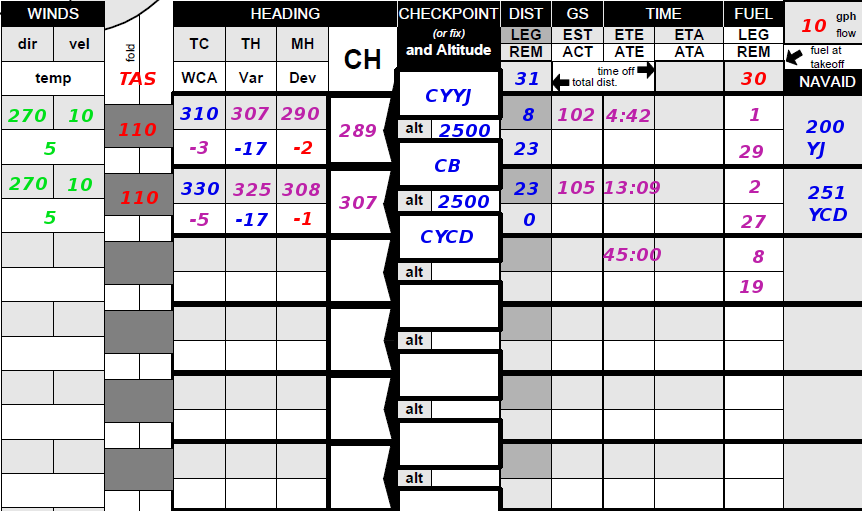 WINDS HEADING CHECKPOINT DIST GS TIME FUEL 10 gph flow
dir vel fold TC TH MH CH (or fix) LEG EST ETE ETA LEG
and Altitude REM ACT ATE ATA REM fuel at takeoff
temp TAS WCA Var Dev 31 total dist. time off 30 NAVAID
CYYJ
270 10 110 310 307 290 289 8 102 4:42 1 200
alt 2500
5 -3 -17 -2 23 29 YJ
CB
270 10 110 330 325 308 307 23 105 13:09 2 251
alt 2500
5 -5 -17 -1 0 27 YCD
CYCD
45:00 8
alt
19
alt
alt
alt